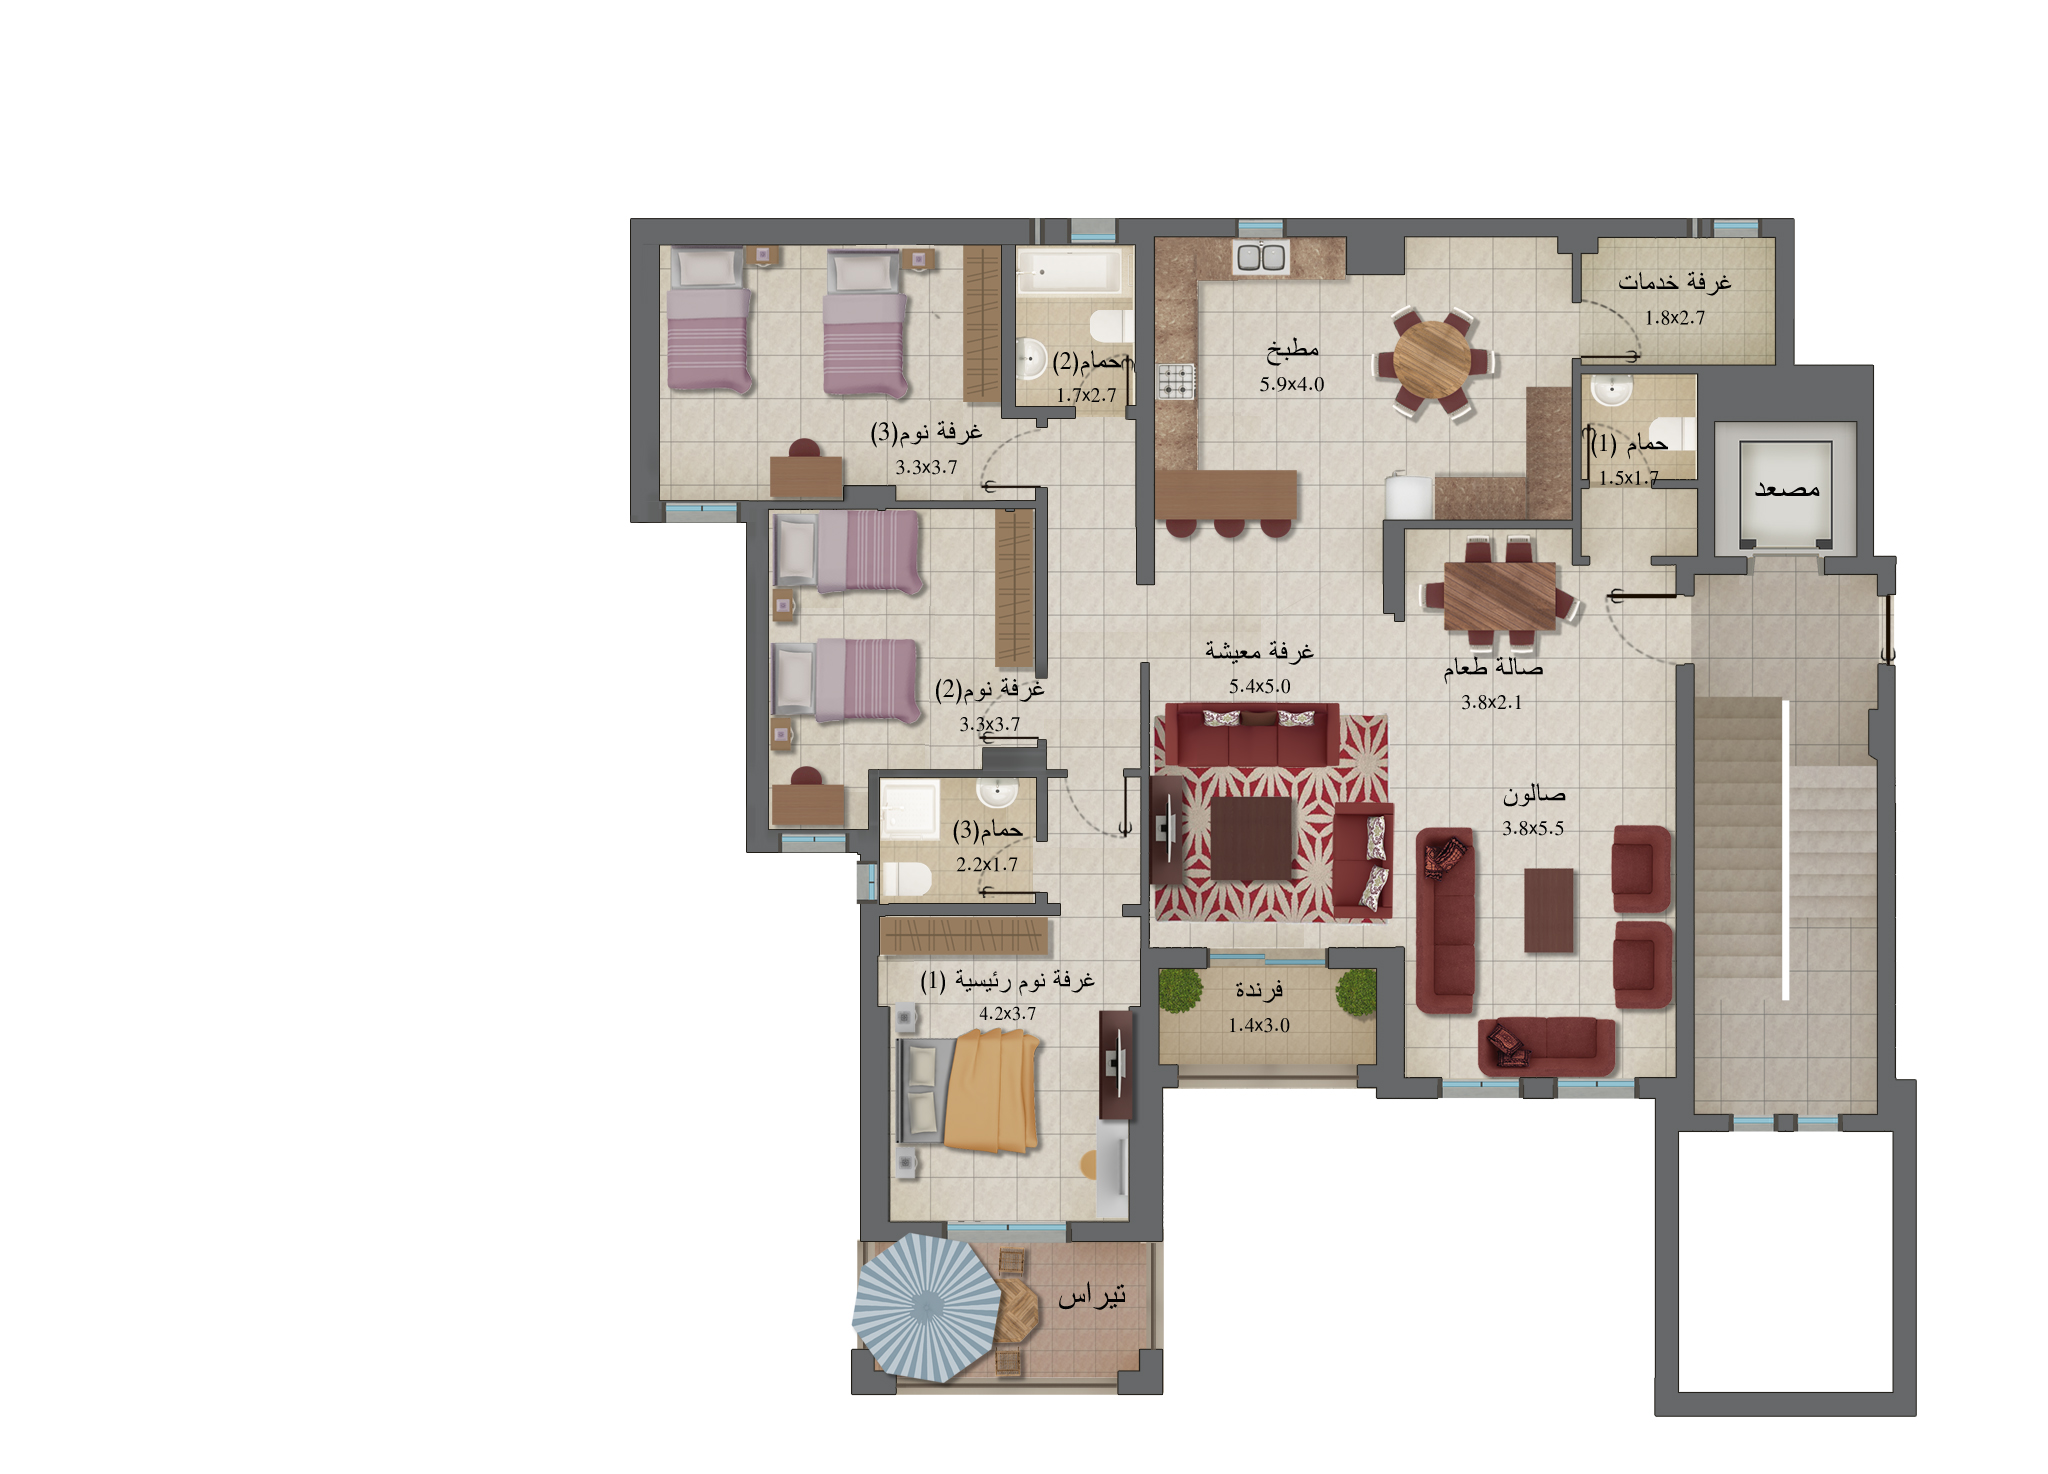 غرفة خدمات
1.8x2.7
مطبخ
5.9x4.0
حمام(2)
1.7x2.7
غرفة نوم(3)
3.3x3.7
حمام (1)
1.5x1.7
مصعد
غرفة معيشة
5.4x5.0
صالة طعام
3.8x2.1
غرفة نوم(2)
3.3x3.7
صالون
3.8x5.5
حمام(3)
2.2x1.7
غرفة نوم رئيسية (1)
4.2x3.7
فرندة
1.4x3.0
تيراس